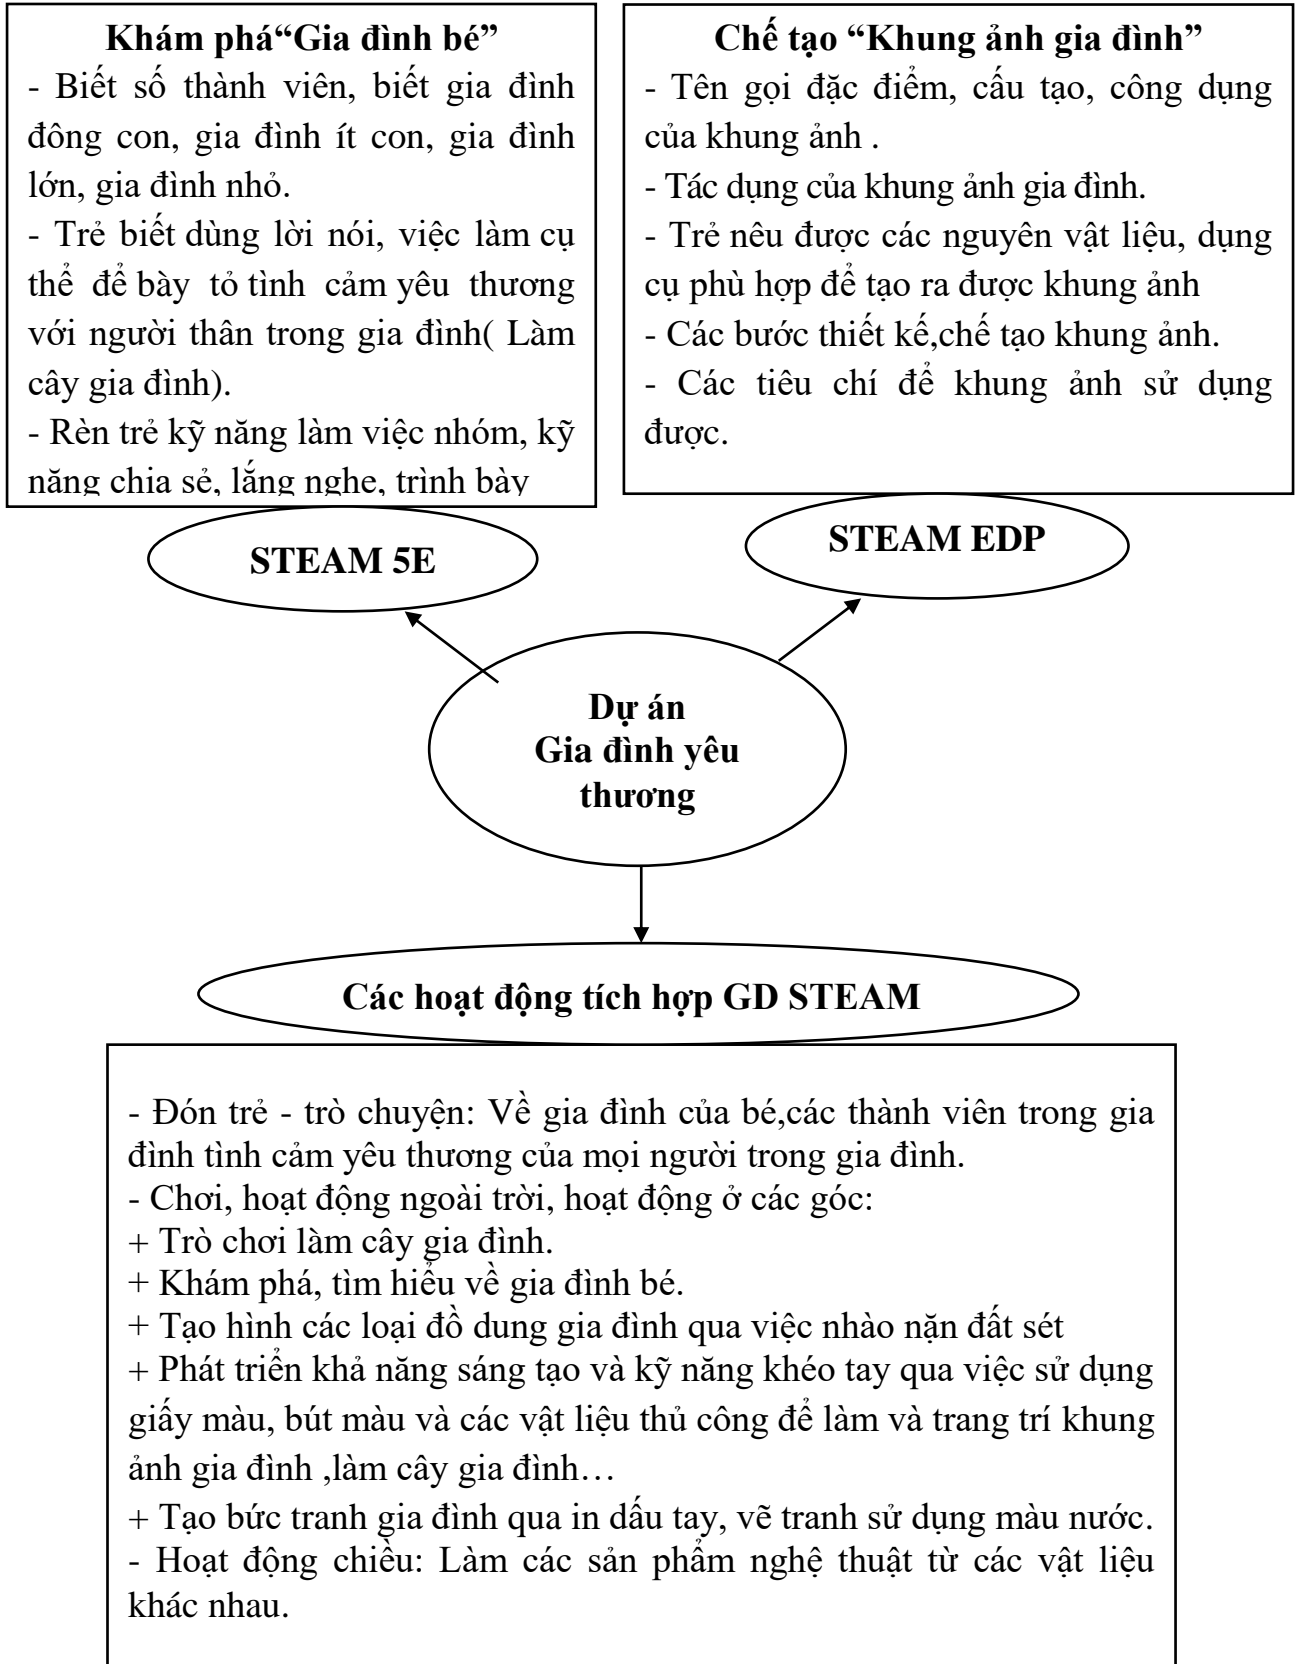 Khám phá“Gia đình bé”
- Biết số thành viên, biết gia đình
đông con, gia đình ít con, gia đình
lớn, gia đình nhỏ.
- Trẻ biết dùng lời nói, việc làm cụ
thể để bày tỏ tình cảm yêu thương
với người thân trong gia đình( Làm
cây gia đình).
- Rèn trẻ kỹ năng làm việc nhóm, kỹ
năng chia sẻ, lắng nghe, trình bày
Chế tạo “Khung ảnh gia đình”
- Tên gọi đặc điểm, cấu tạo, công dụng
của khung ảnh .
- Tác dụng của khung ảnh gia đình.
- Trẻ nêu được các nguyên vật liệu, dụng
cụ phù hợp để tạo ra được khung ảnh
- Các bước thiết kế,chế tạo khung ảnh.
- Các tiêu chí để khung ảnh sử dụng
được.
STEAM 5E
STEAM EDP
Dự án
Gia đình yêu
thương
Các hoạt động tích hợp GD STEAM
- Đón trẻ - trò chuyện: Về gia đình của bé,các thành viên trong gia
đình tình cảm yêu thương của mọi người trong gia đình.
- Chơi, hoạt động ngoài trời, hoạt động ở các góc:
+ Trò chơi làm cây gia đình.
+ Khám phá, tìm hiểu về gia đình bé.
+ Tạo hình các loại đồ dung gia đình qua việc nhào nặn đất sét
+ Phát triển khả năng sáng tạo và kỹ năng khéo tay qua việc sử dụng
giấy màu, bút màu và các vật liệu thủ công để làm và trang trí khung
ảnh gia đình ,làm cây gia đình…
+ Tạo bức tranh gia đình qua in dấu tay, vẽ tranh sử dụng màu nước.
- Hoạt động chiều: Làm các sản phẩm nghệ thuật từ các vật liệu
khác nhau.